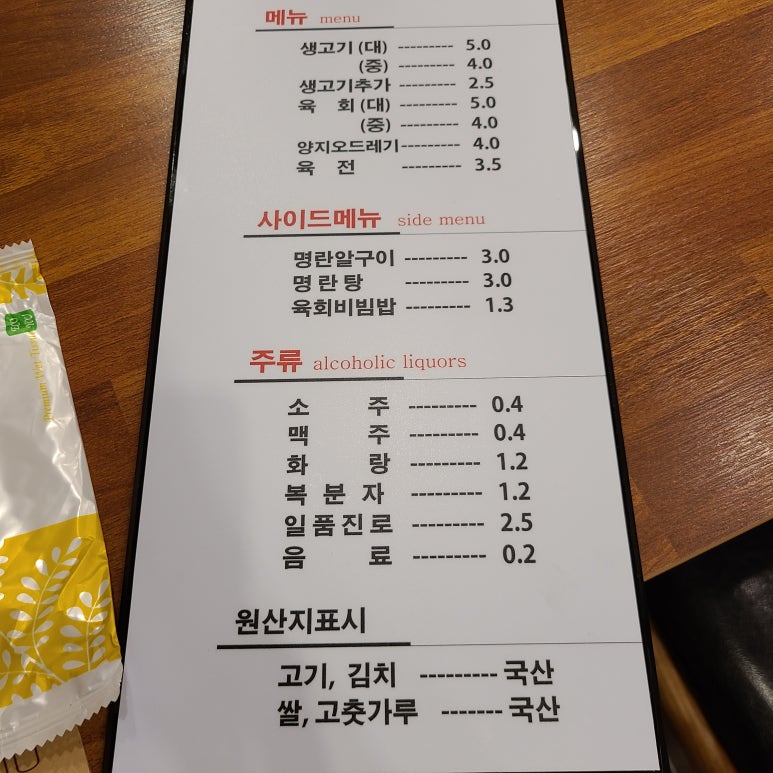 메뉴 menu
생고기 (대) --------- 5.0
(중) --------- 4.0
생고기추가 --------- 2.5
육 회 (대) --------- 5.0
(중) --------- 4.0
양지오드레기 --------- 4.0
육 전 --------- 3.5
사이드메뉴 side menu
명란알구이 --------- 3.0
명란탕 --------- 3.0
육회비빔밥 --------- 1.3
주류 alcoholic liquors
소 주 --------- 0.4
맥 주 --------- 0.4
화 랑 --------- 1.2
복 분 자 --------- 1.2
일품진로 --------- 2.5
음 료 --------- 0.2
원산지표시
고기, 김치 --------- 국산
쌀, 고춧가루 ------- 국산